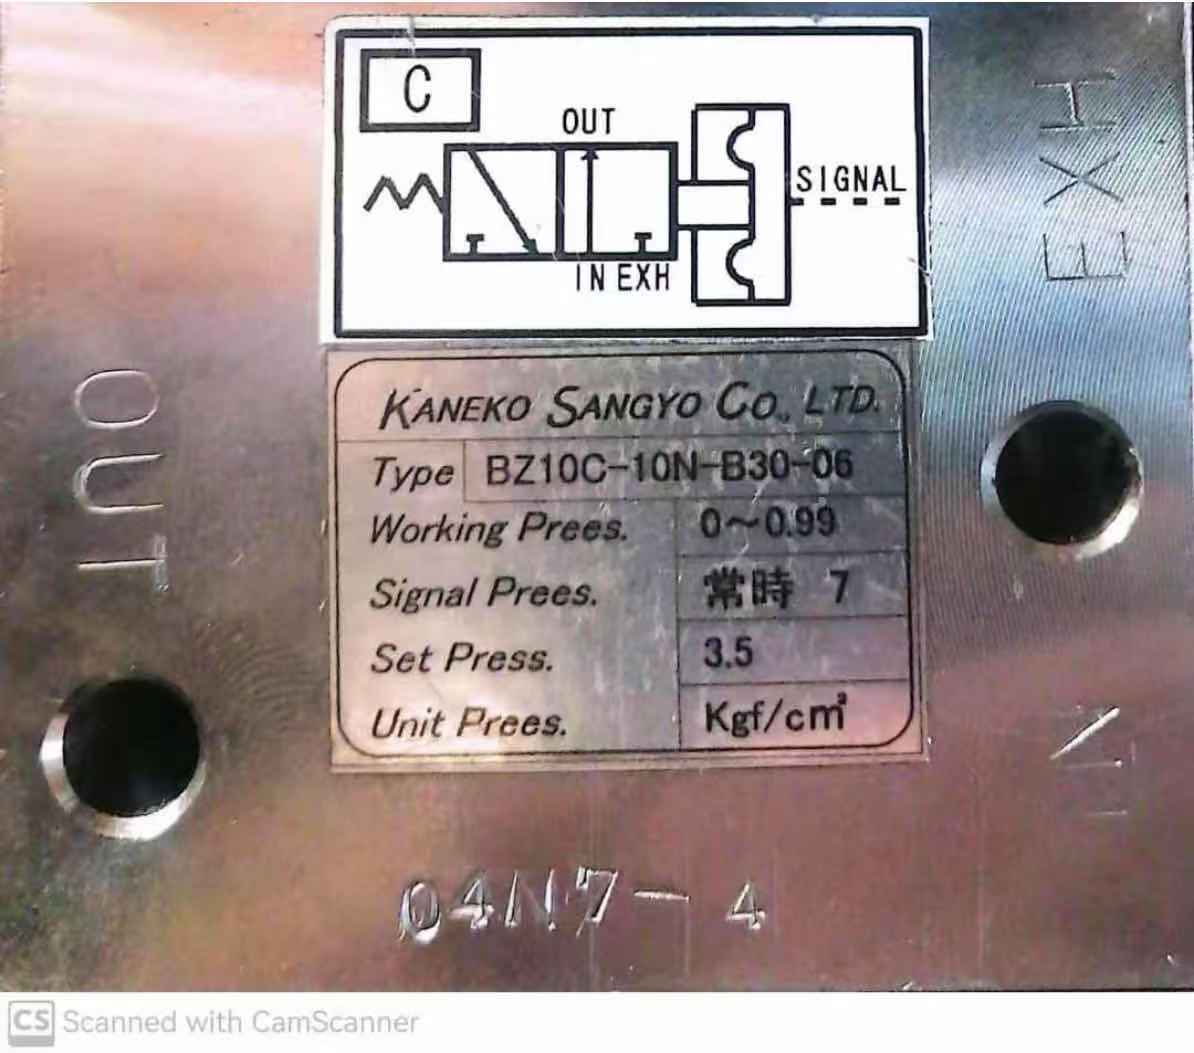 C
OUT
SIGNAL
IN EXH
EXH
OUT
KANEKO SANGYO CO., LTD.
Type BZ10C-10N-B30-06
Working Prees. 0~0.99
Signal Prees. 常時 7
Set Press. 3.5
Unit Prees. Kgf/cm²
IN
04N7-4
CS Scanned with CamScanner